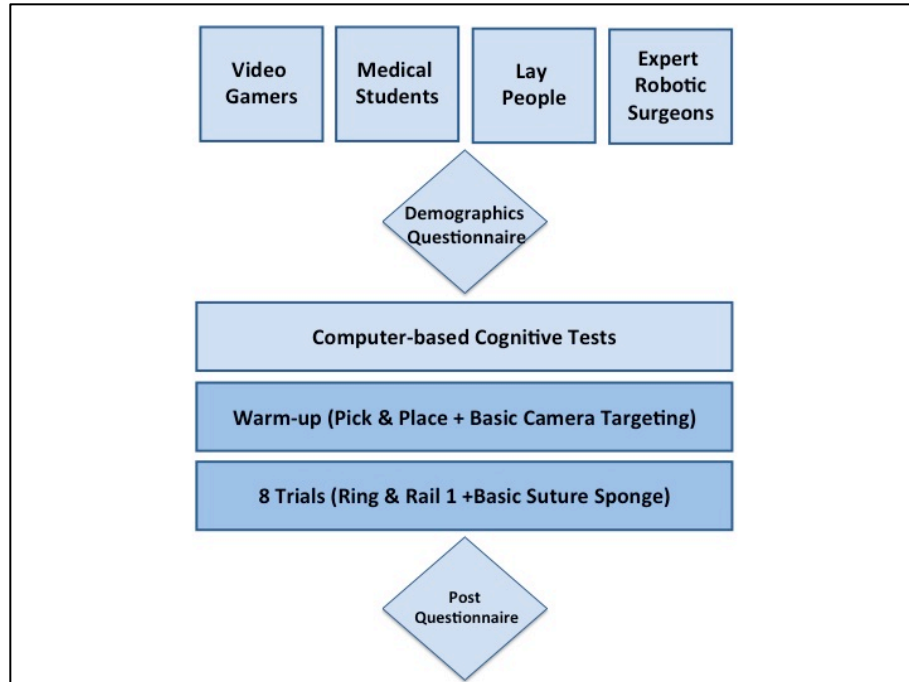 Video
Gamers
Medical
Students
Lay
People
Expert
Robotic
Surgeons
Demographics
Questionnaire
Computer-based Cognitive Tests
Warm-up (Pick & Place + Basic Camera Targeting)
8 Trials (Ring & Rail 1 +Basic Suture Sponge)
Post
Questionnaire